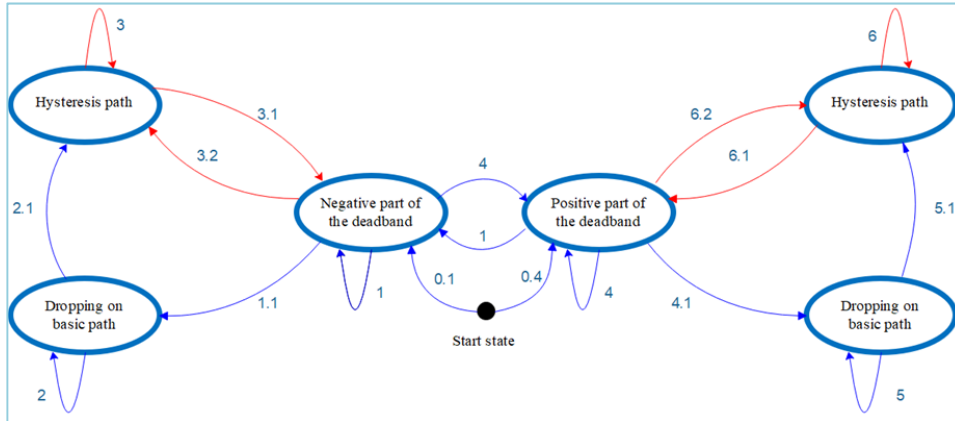 3
6
Hysteresis path
Hysteresis path
3.1
6.2
3.2
4
6.1
2.1
Negative part of
the deadband
Positive part of
the deadband
5.1
1
0.1
0.4
1.1
1
4
4.1
Dropping on
basic path
Dropping on
basic path
Start state
2
5